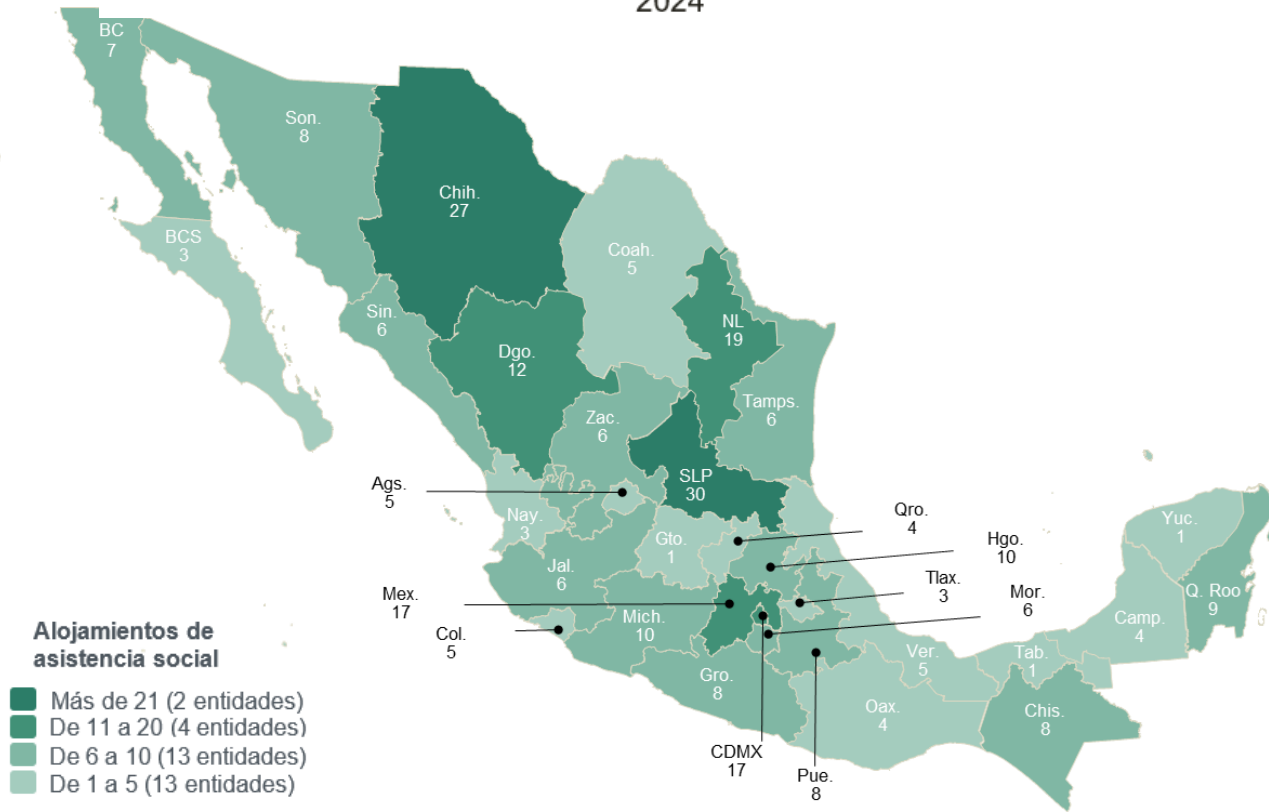 2024
BC
7
Son.
8
Chih.
27
BCS
3
Coah.
5
Sin.
6
NL
19
Dgo.
12
Tamps.
6
Zac.
6
SLP
30
Ags.
5
Nay.
3
Gto.
1
Qro.
4
Hgo.
10
Yuc.
1
Jal.
6
Tlax.
3
Mor.
6
Q. Roo
9
Mex.
17
Mich.
10
Camp.
4
Col.
5
Ver.
5
Tab.
1
Gro.
8
Oax.
4
Chis.
8
CDMX
17
Pue.
8
Alojamientos de
asistencia social
Más de 21 (2 entidades)
De 11 a 20 (4 entidades)
De 6 a 10 (13 entidades)
De 1 a 5 (13 entidades)